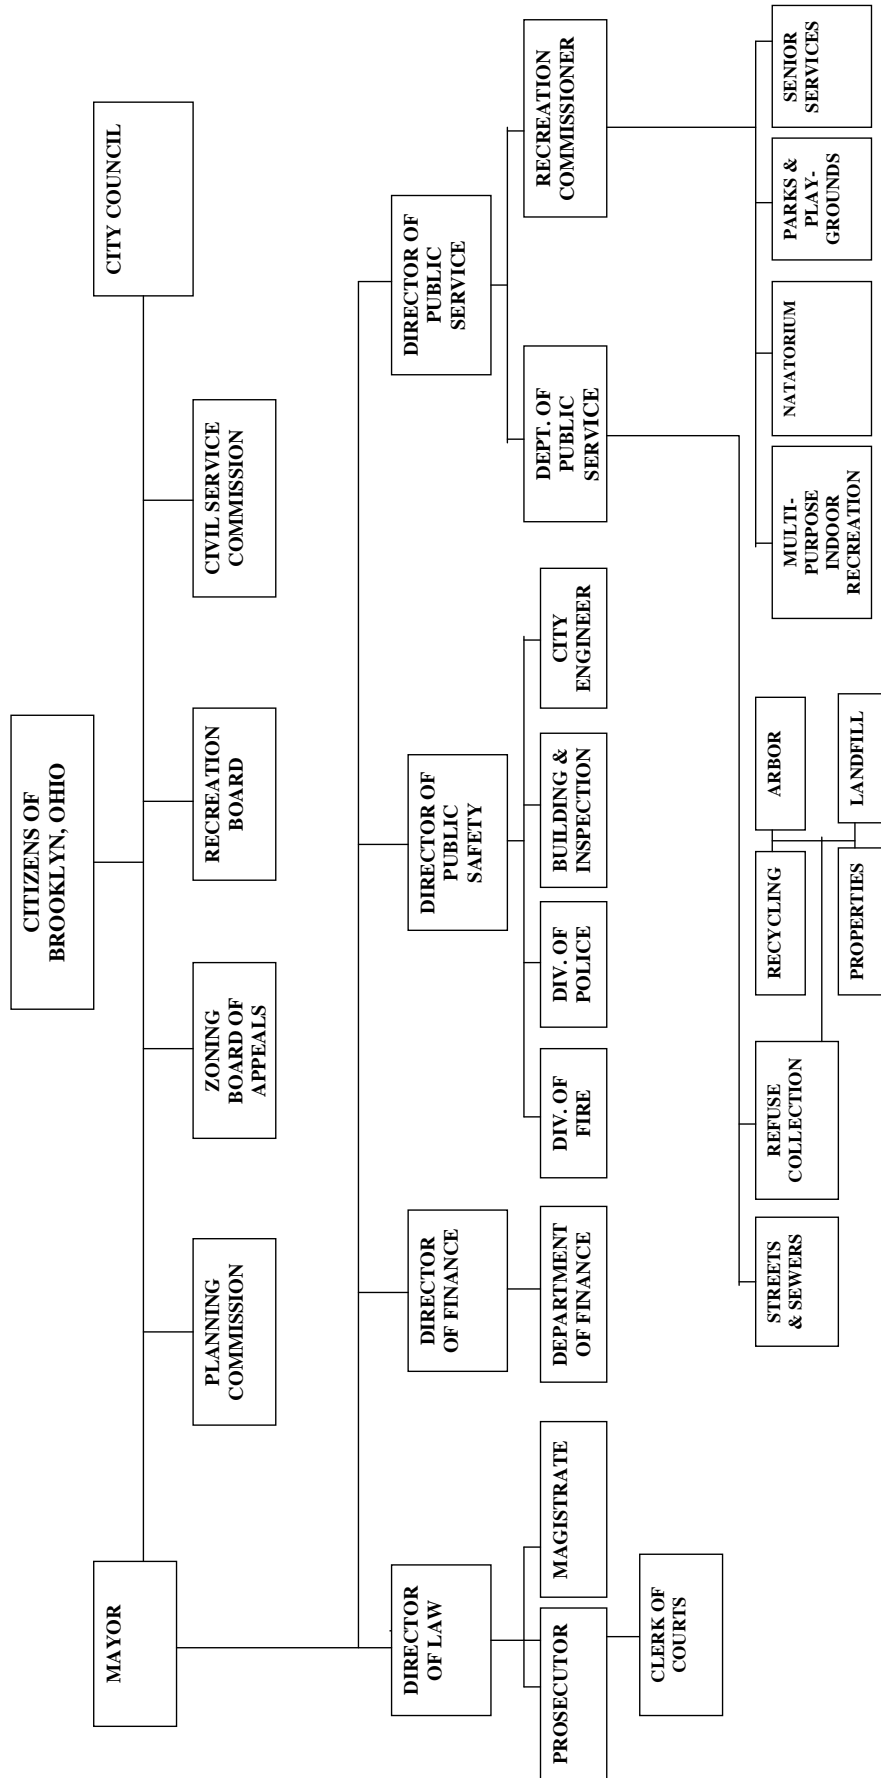 CITIZENS OF
BROOKLYN, OHIO
MAYOR
CITY COUNCIL
PLANNING
COMMISSION
ZONING
BOARD OF
APPEALS
RECREATION
BOARD
CIVIL SERVICE
COMMISSION
DIRECTOR
OF LAW
DIRECTOR
OF FINANCE
DIRECTOR OF
PUBLIC
SAFETY
DIRECTOR OF
PUBLIC
SERVICE
PROSECUTOR
MAGISTRATE
DEPARTMENT
OF FINANCE
DIV. OF
FIRE
DIV. OF
POLICE
BUILDING &
INSPECTION
CITY
ENGINEER
DEPT. OF
PUBLIC
SERVICE
RECREATION
COMMISSIONER
CLERK OF
COURTS
STREETS
& SEWERS
REFUSE
COLLECTION
RECYCLING
ARBOR
PROPERTIES
LANDFILL
MULTI-
PURPOSE
INDOOR
RECREATION
NATATORIUM
PARKS &
PLAY-
GROUNDS
SENIOR
SERVICES